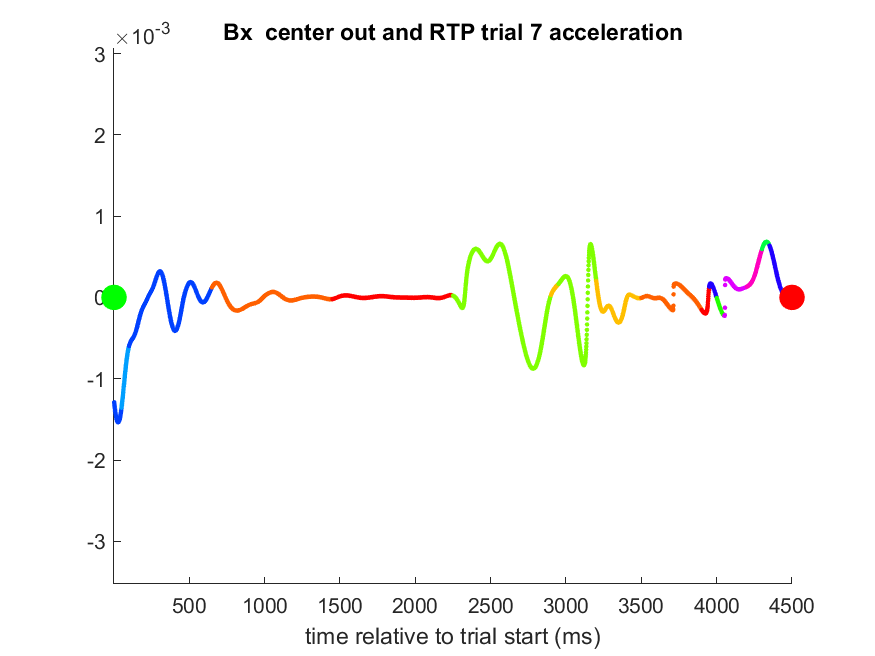 Bx  center out and RTP trial 7 acceleration
×10-3
3
2
1
0
-1
-2
-3
500 1000 1500 2000 2500 3000 3500 4000 4500
time relative to trial start (ms)